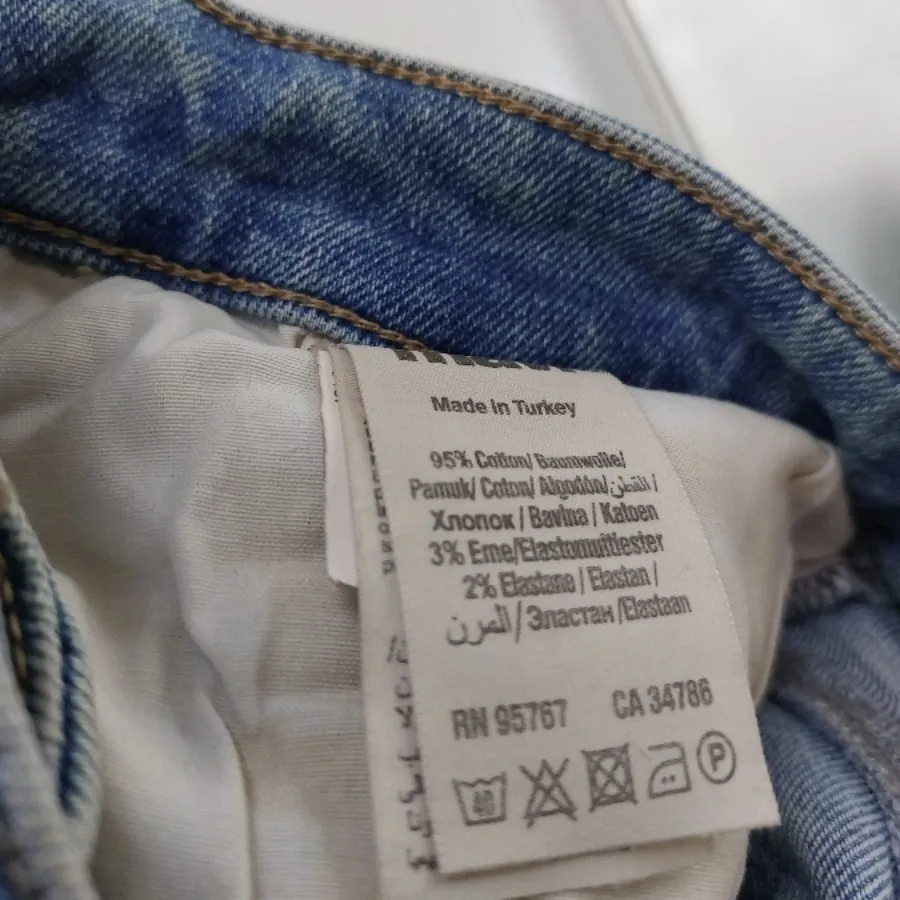 Made in Turkey
95% Cotton/ Baumwolle/
Pamuk/ Coton/ Algodón/القطن /
Хлопок / Bavlna / Katoen
3% Eme/Elastomultiester
2% Elastane / Elastan /
المرن / Эластан /Elastaan
RN 95767 CA 34786
40
P